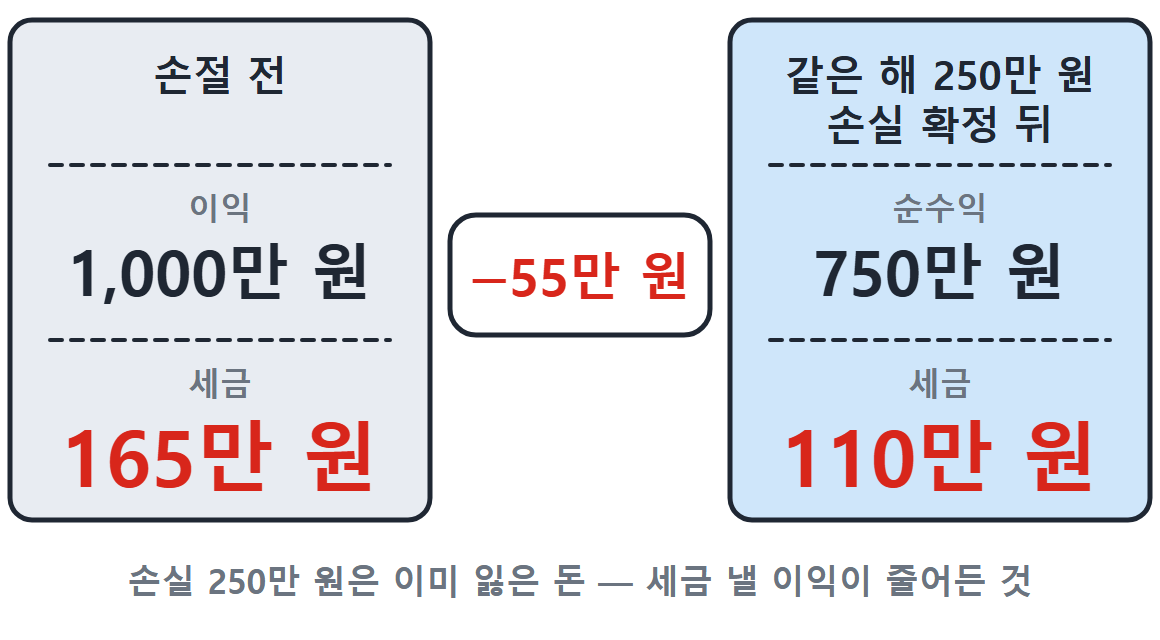 손절 전
이익
1,000만 원
세금
165만 원
–55만 원
같은 해 250만 원
손실 확정 뒤
순수익
750만 원
세금
110만 원
손실 250만 원은 이미 잃은 돈 — 세금 낼 이익이 줄어든 것